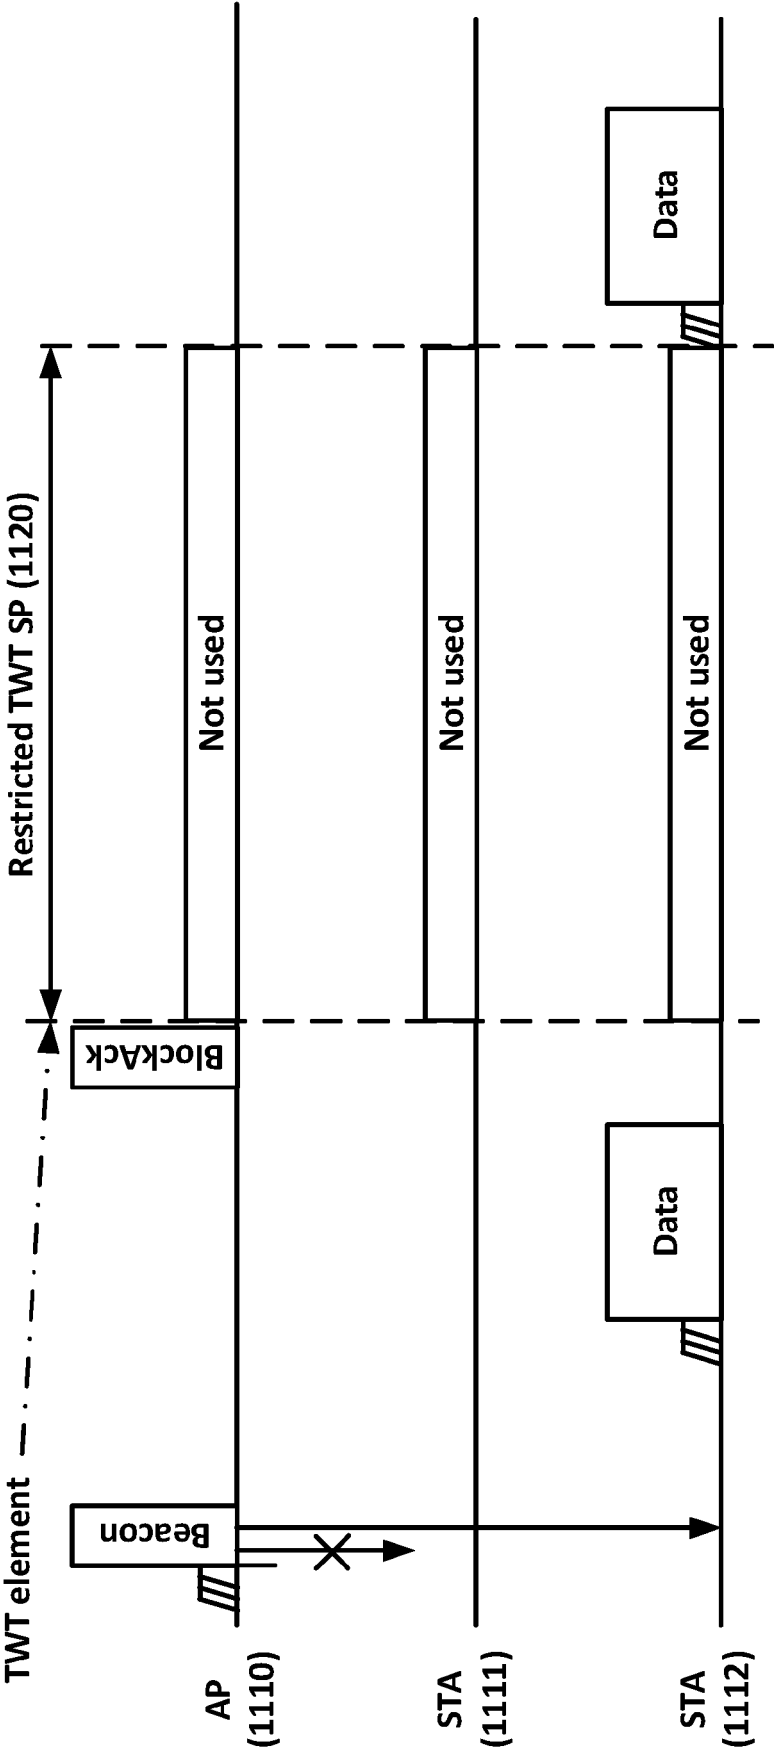 TWT element
Restricted TWT SP (1120)
Beacon
BlockAck
AP
(1110)
Not used
STA
(1111)
Not used
STA
(1112)
Data
Not used
Data